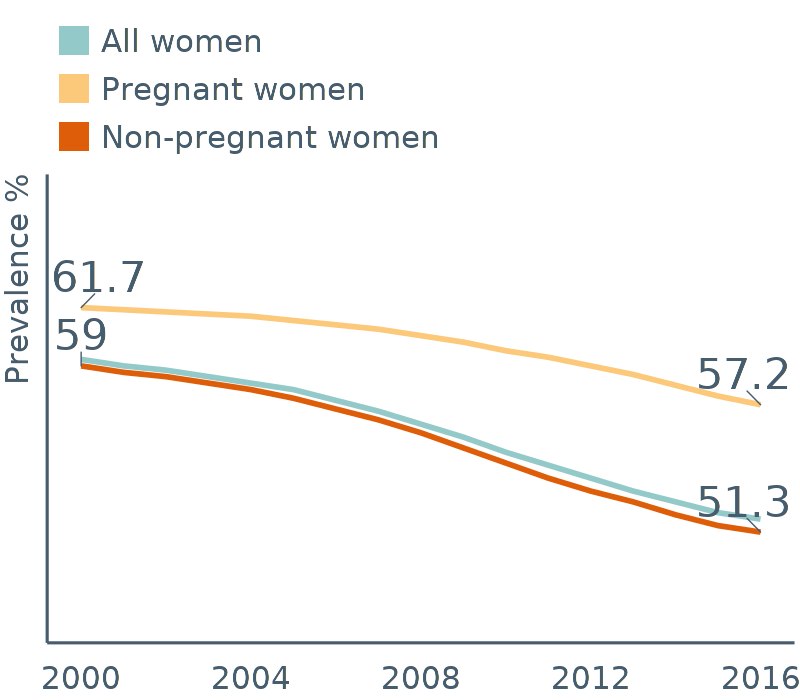 All women
Pregnant women
Non-pregnant women
Prevalence %
61.7
59
57.2
51.3
2000 2004 2008 2012 2016